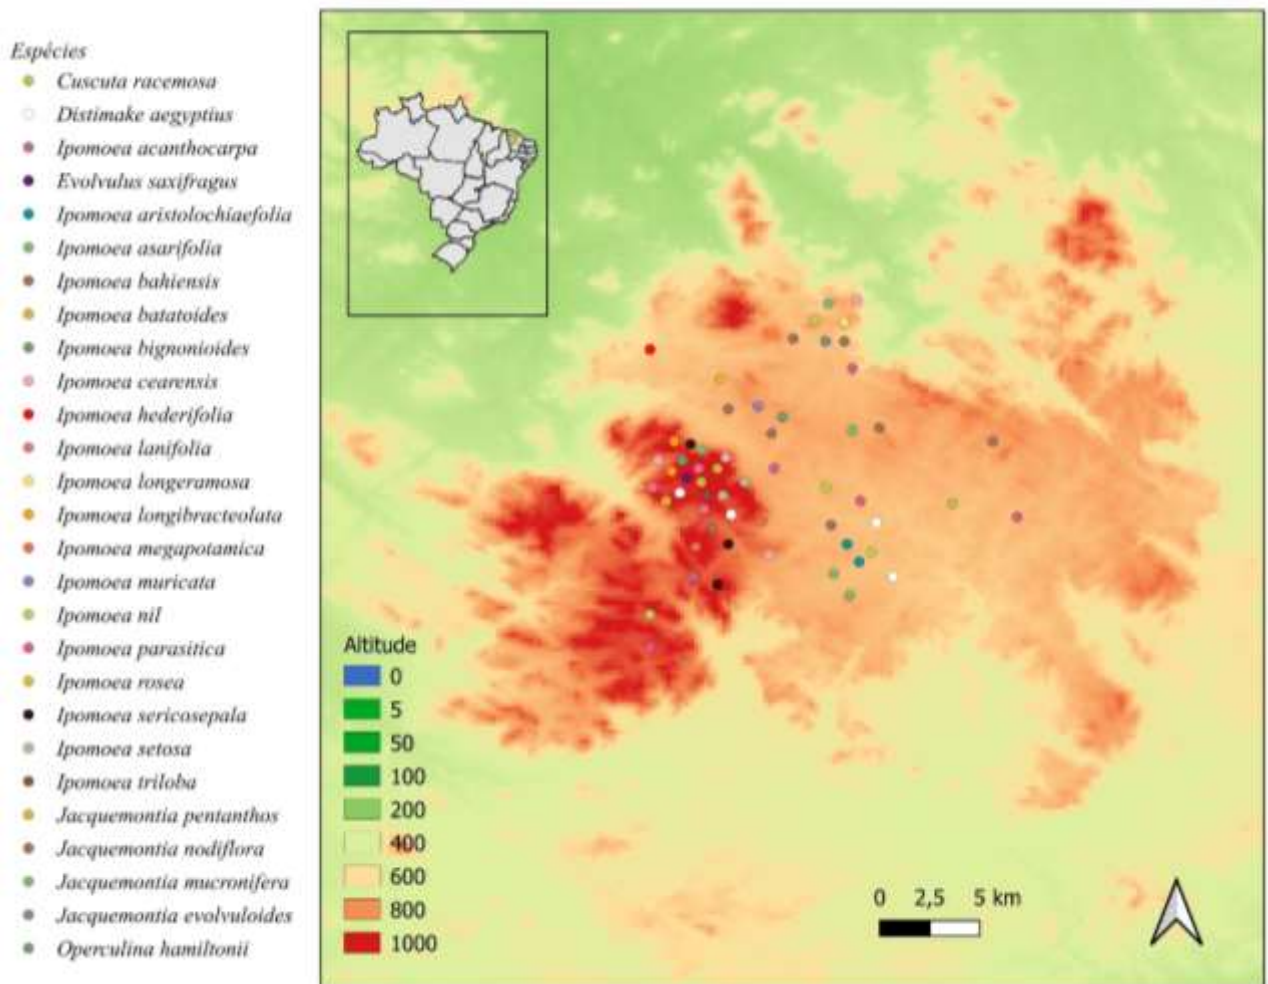 Espécies
Cuscuta racemosa
Distimake aegyptius
Ipomoea acanthocarpa
Evolvulus saxifragus
Ipomoea aristolochiaefolia
Ipomoea asarifolia
Ipomoea bahiensis
Ipomoea batatoides
Ipomoea bignonioides
Ipomoea cearensis
Ipomoea hederifolia
Ipomoea lanifolia
Ipomoea longeramosa
Ipomoea longibracteolata
Ipomoea megapotamica
Ipomoea muricata
Ipomoea nil
Ipomoea parasitica
Ipomoea rosea
Ipomoea sericosepala
Ipomoea setosa
Ipomoea triloba
Jacquemontia pentanthos
Jacquemontia nodiflora
Jacquemontia mucronifera
Jacquemontia evolvuloides
Operculina hamiltonii
Altitude
0
5
50
100
200
400
600
800
1000
0 2,5 5 km